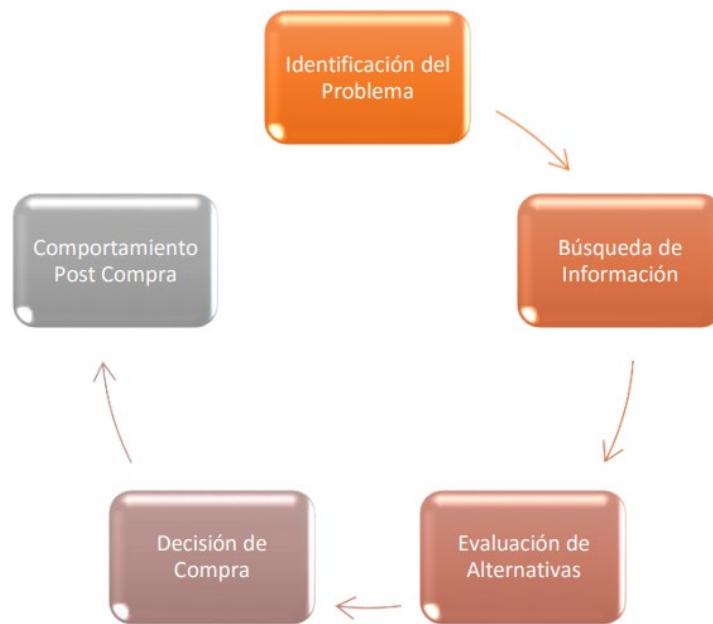 Identificación del
Problema
Búsqueda de
Información
Evaluación de
Alternativas
Decisión de
Compra
Comportamiento
Post Compra